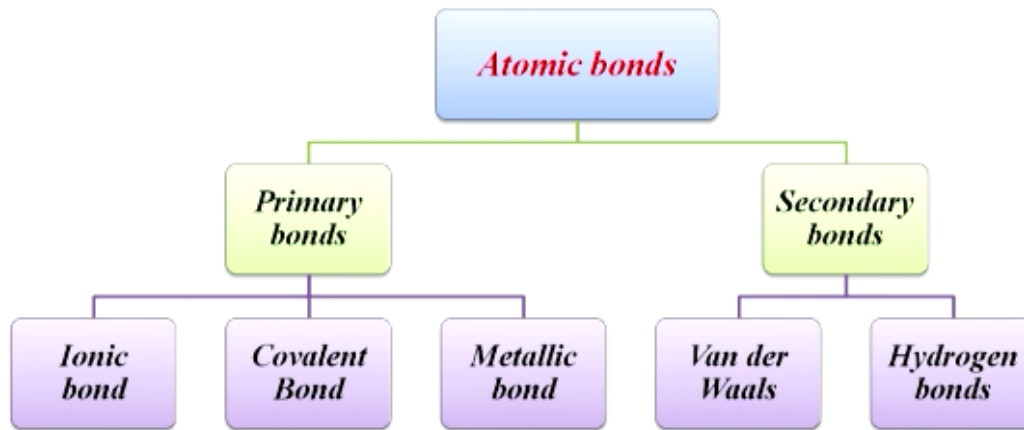 Atomic bonds
Primary
bonds
Secondary
bonds
Ionic
bond
Covalent
Bond
Metallic
bond
Van der
Waals
Hydrogen
bonds